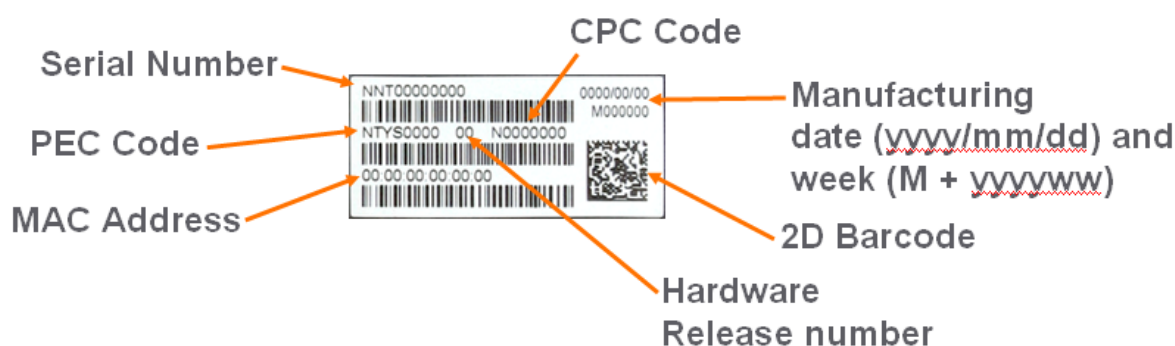 CPC Code
Serial Number
NNT00000000
0000/00/00
M000000
Manufacturing
date (yyyy/mm/dd) and
week (M + yyyyww)
PEC Code
NTYS0000 00 N0000000
00:00:00:00:00:00
MAC Address
2D Barcode
Hardware
Release number